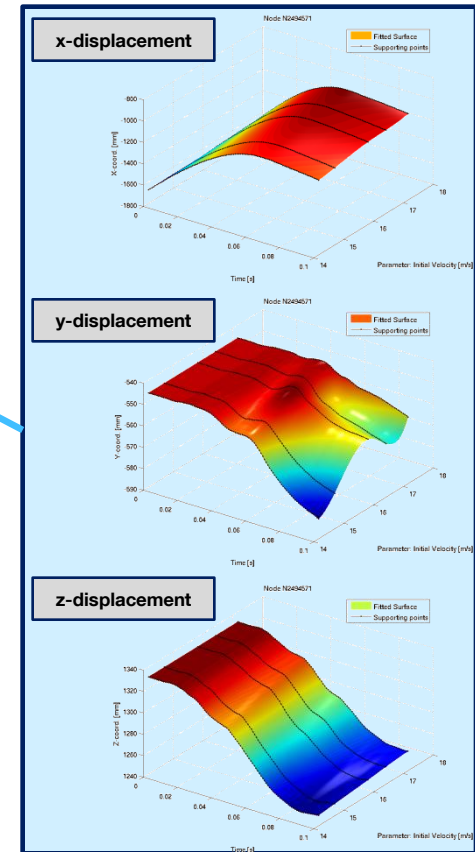 x-displacement
Node N2494571
Fitted Surface
Supporting points
-800
-1000
-1200
-1400
-1600
-1800
X-coord. [mm]
0
0.02
0.04
0.06
0.08
0.1
Time [s]
14
15
16
17
18
Parameter: Initial Velocity [m/s]
y-displacement
Node N2494571
Fitted Surface
Supporting points
-540
-550
-560
-570
-580
-590
Y-coord. [mm]
0
0.02
0.04
0.06
0.08
0.1
Time [s]
14
15
16
17
18
Parameter: Initial Velocity [m/s]
z-displacement
Node N2494571
Fitted Surface
Supporting points
1340
1320
1300
1280
1260
1240
Z-coord. [mm]
0
0.02
0.04
0.06
0.08
0.1
Time [s]
14
15
16
17
18
Parameter: Initial Velocity [m/s]